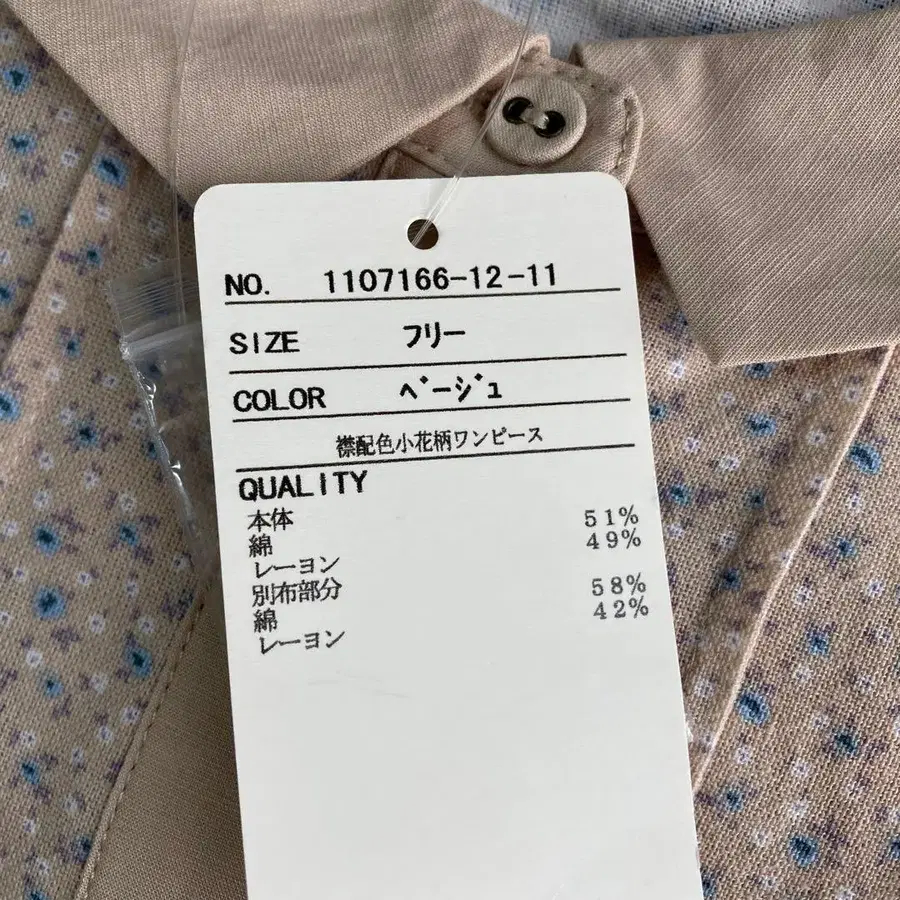 NO. 1107166-12-11
SIZE フリー
COLOR ベージュ
襟配色小花柄ワンピース
QUALITY
本体
綿 51%
レーヨン 49%
別布部分
綿 58%
レーヨン 42%